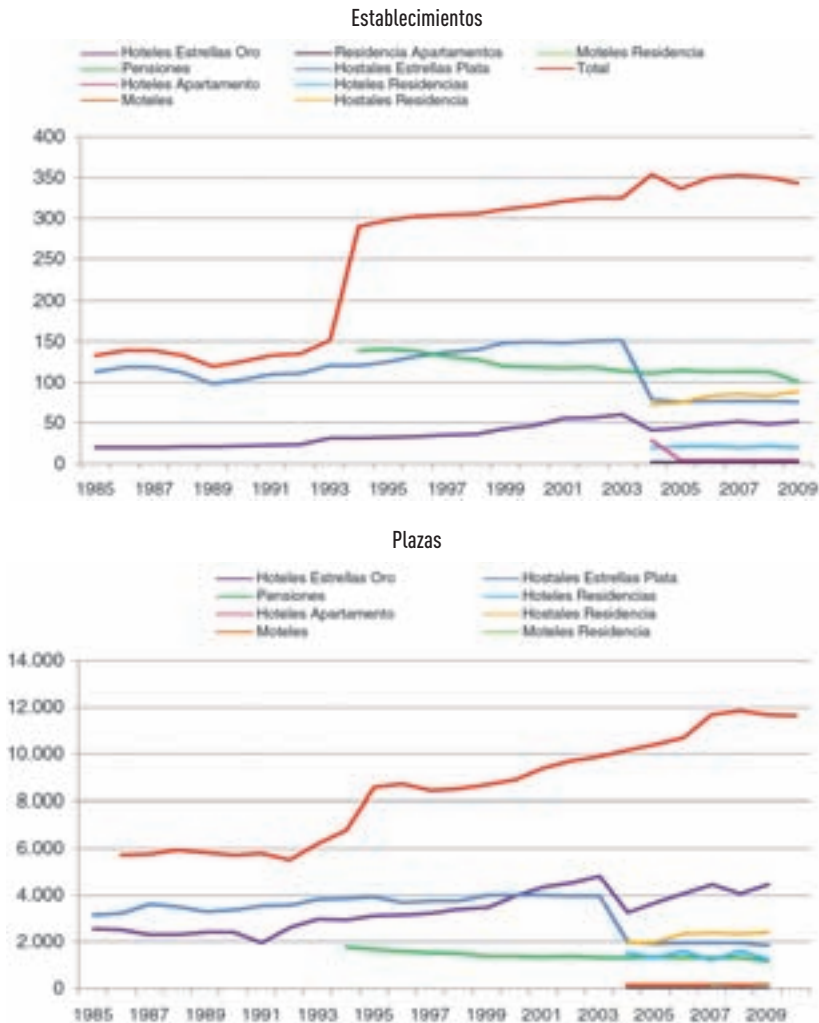 Establecimientos
Hoteles Estrellas Oro Residencia Apartamentos Moteles Residencia
Pensiones Hostales Estrellas Plata Total
Hoteles Apartamento Hoteles Residencias
Moteles Hostales Residencia
400
350
300
250
200
150
100
50
0
1985 1987 1989 1991 1993 1995 1997 1999 2001 2003 2005 2007 2009
Plazas
Hoteles Estrellas Oro Hostales Estrellas Plata
Pensiones Hoteles Residencias
Hoteles Apartamento Hostales Residencia
Moteles Moteles Residencia
14.000
12.000
10.000
8.000
6.000
4.000
2.000
0
1985 1987 1989 1991 1993 1995 1997 1999 2001 2003 2005 2007 2009